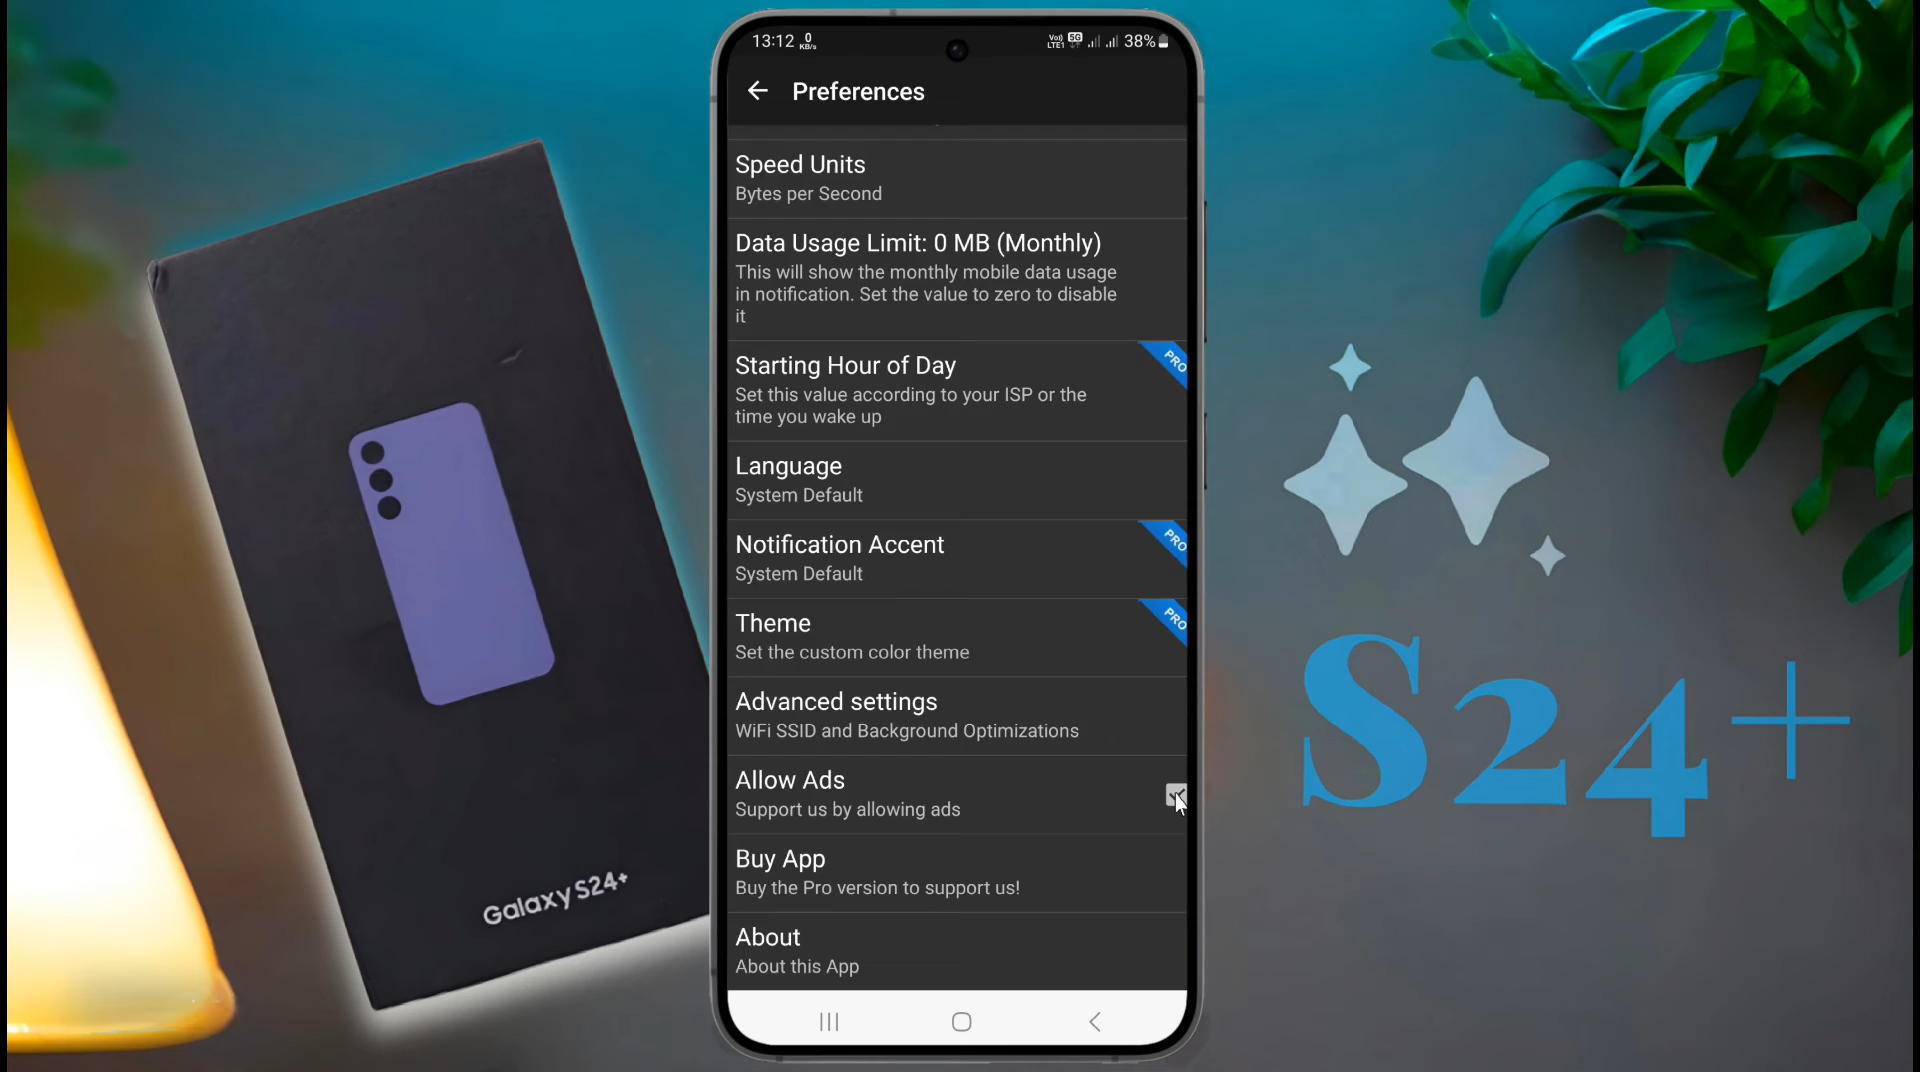 13:12 0 KB/s
Vo)) LTE1 5G 38%
Preferences
Speed Units
Bytes per Second
Data Usage Limit: 0 MB (Monthly)
This will show the monthly mobile data usage
in notification. Set the value to zero to disable
it
Starting Hour of Day
PRO
Set this value according to your ISP or the
time you wake up
Language
System Default
Notification Accent
PRO
System Default
Theme
PRO
Set the custom color theme
Advanced settings
WiFi SSID and Background Optimizations
Allow Ads
Support us by allowing ads
Buy App
Buy the Pro version to support us!
About
About this App
Galaxy S24+
S24+